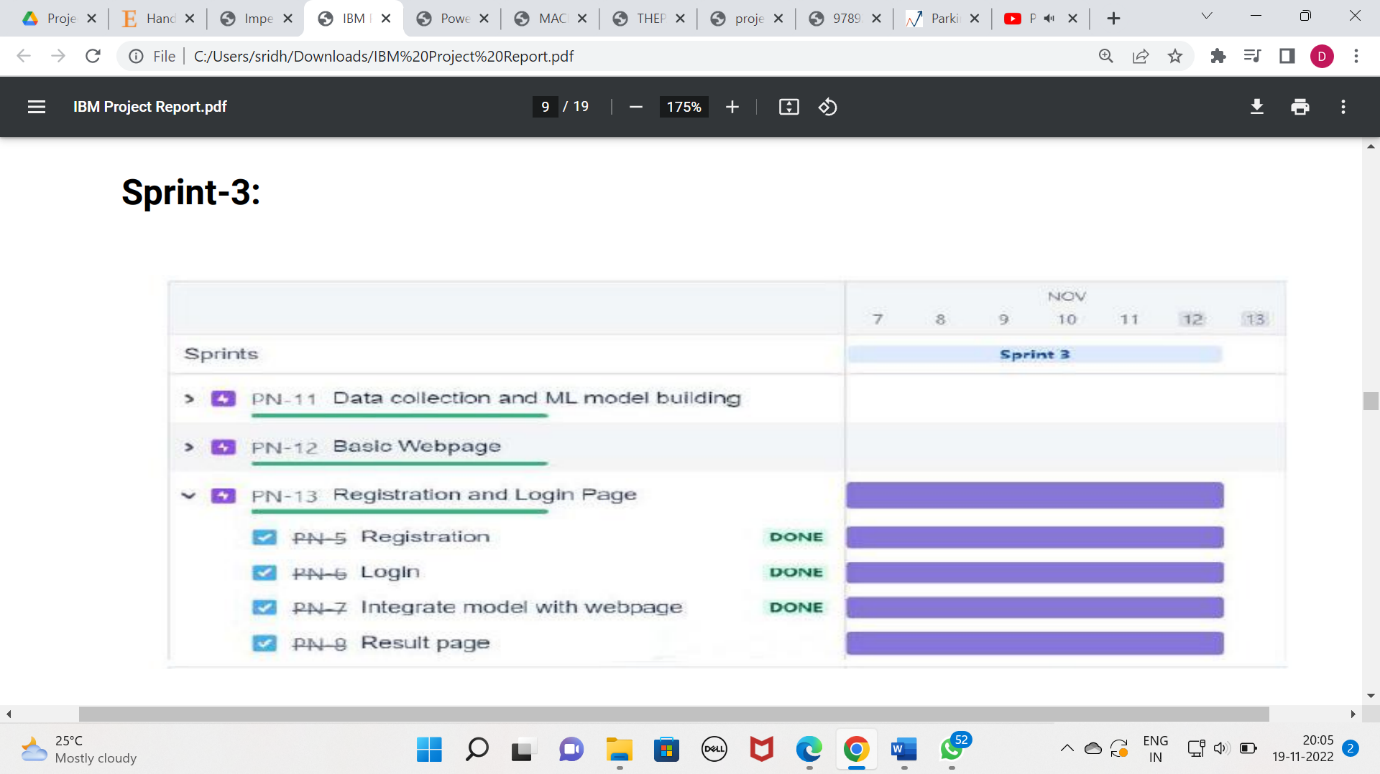 Proje
Hand
Impe
IBM
Powe
MAC
THEP
proje
9789
Parki
P
File
C:/Users/sridh/Downloads/IBM%20Project%20Report.pdf
D
IBM Project Report.pdf
9 / 19
175%
Sprint-3:
NOV
7 8 9 10 11 12 13
Sprints
Sprint 3
PN-11 Data collection and ML model building
PN-12 Basic Webpage
PN-13 Registration and Login Page
PN-5 Registration DONE
PN-6 Login DONE
PN-7 Integrate model with webpage DONE
PN-8 Result page
25°C
Mostly cloudy
DELL
W
52
ENG
IN
20:05
19-11-2022
2